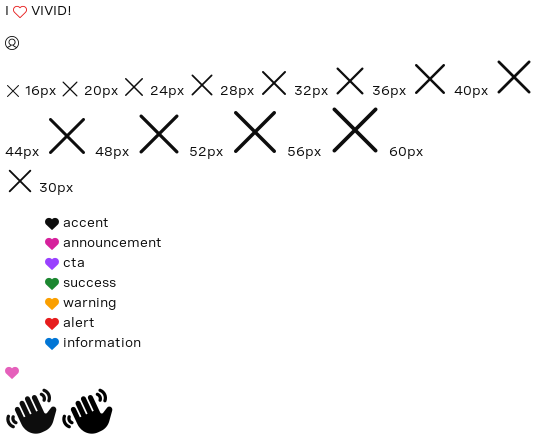 I ♡ VIVID!
16px 20px 24px 28px 32px 36px 40px
44px 48px 52px 56px 60px
30px
accent
announcement
cta
success
warning
alert
information